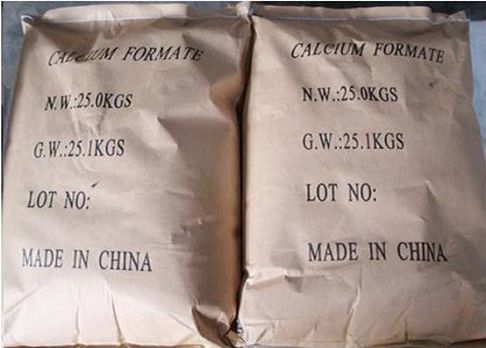 CALCIUM FORMATE
N.W.:25.0KGS
G.W.:25.1KGS
LOT NO:
MADE IN CHINA
CALCIUM FORMATE
N.W.:25.0KGS
G.W.:25.1KGS
LOT NO:
MADE IN CHINA